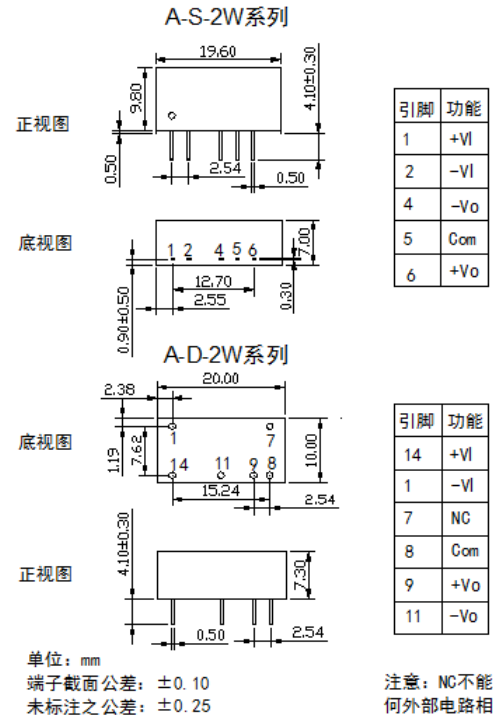 A-S-2W系列
19.60
9.80
4.10±0.30
正视图
0.50
2.54
0.50
引脚 功能
1 +VI
2 -VI
4 -Vo
5 Com
6 +Vo
底视图
1 2 4 5 6
7.00
12.70
2.55
0.90±0.50
0.30
A-D-2W系列
20.00
2.38
底视图
1.19
7.62
1 7
14 11 9 8
10.00
15.24
2.54
引脚 功能
14 +VI
1 -VI
7 NC
8 Com
9 +Vo
11 -Vo
正视图
4.10±0.30
7.30
0.50
2.54
单位：mm
端子截面公差：±0.10
未标注之公差：±0.25
注意：NC不能
何外部电路相